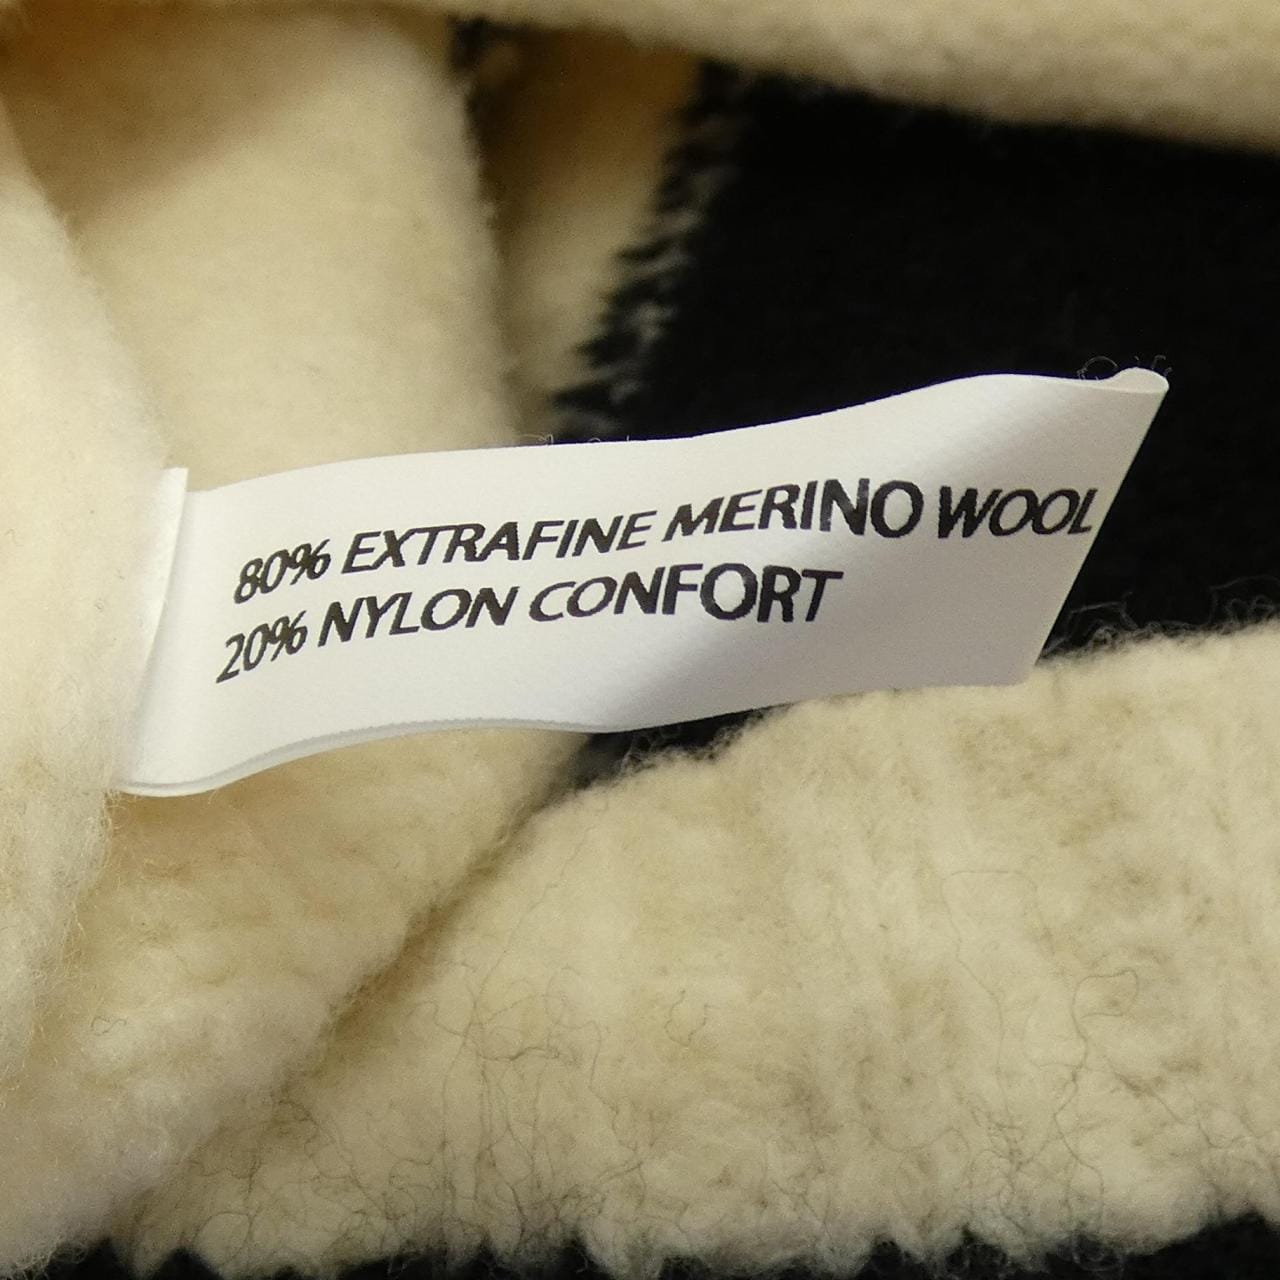 80% EXTRAFINE MERINO WOOL
20% NYLON CONFORT